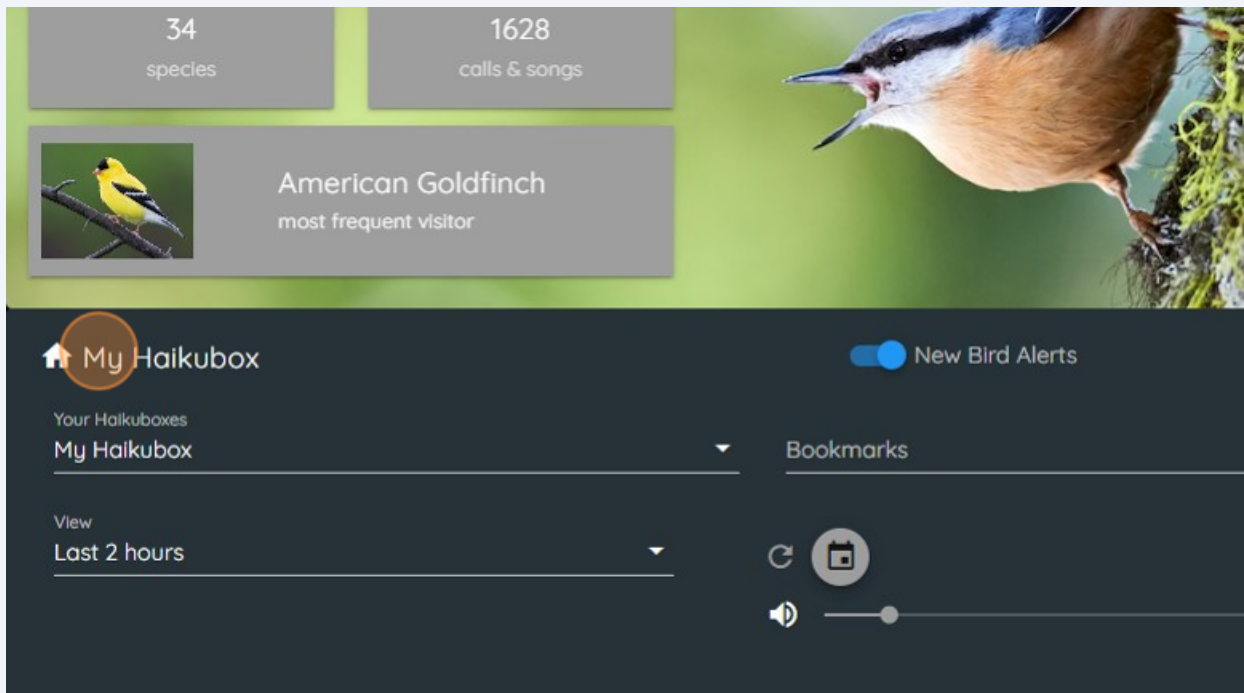 34
species
1628
calls & songs
American Goldfinch
most frequent visitor
My Haikubox
New Bird Alerts
Your Haikuboxes
My Haikubox
Bookmarks
View
Last 2 hours